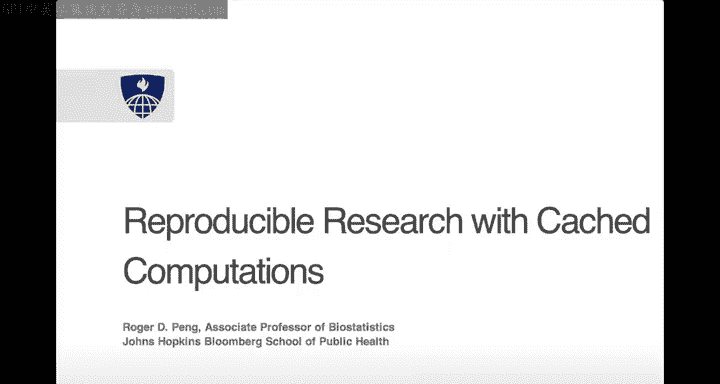 Reproducible Research with Cached
Computations
Roger D. Peng, Associate Professor of Biostatistics
Johns Hopkins Bloomberg School of Public Health